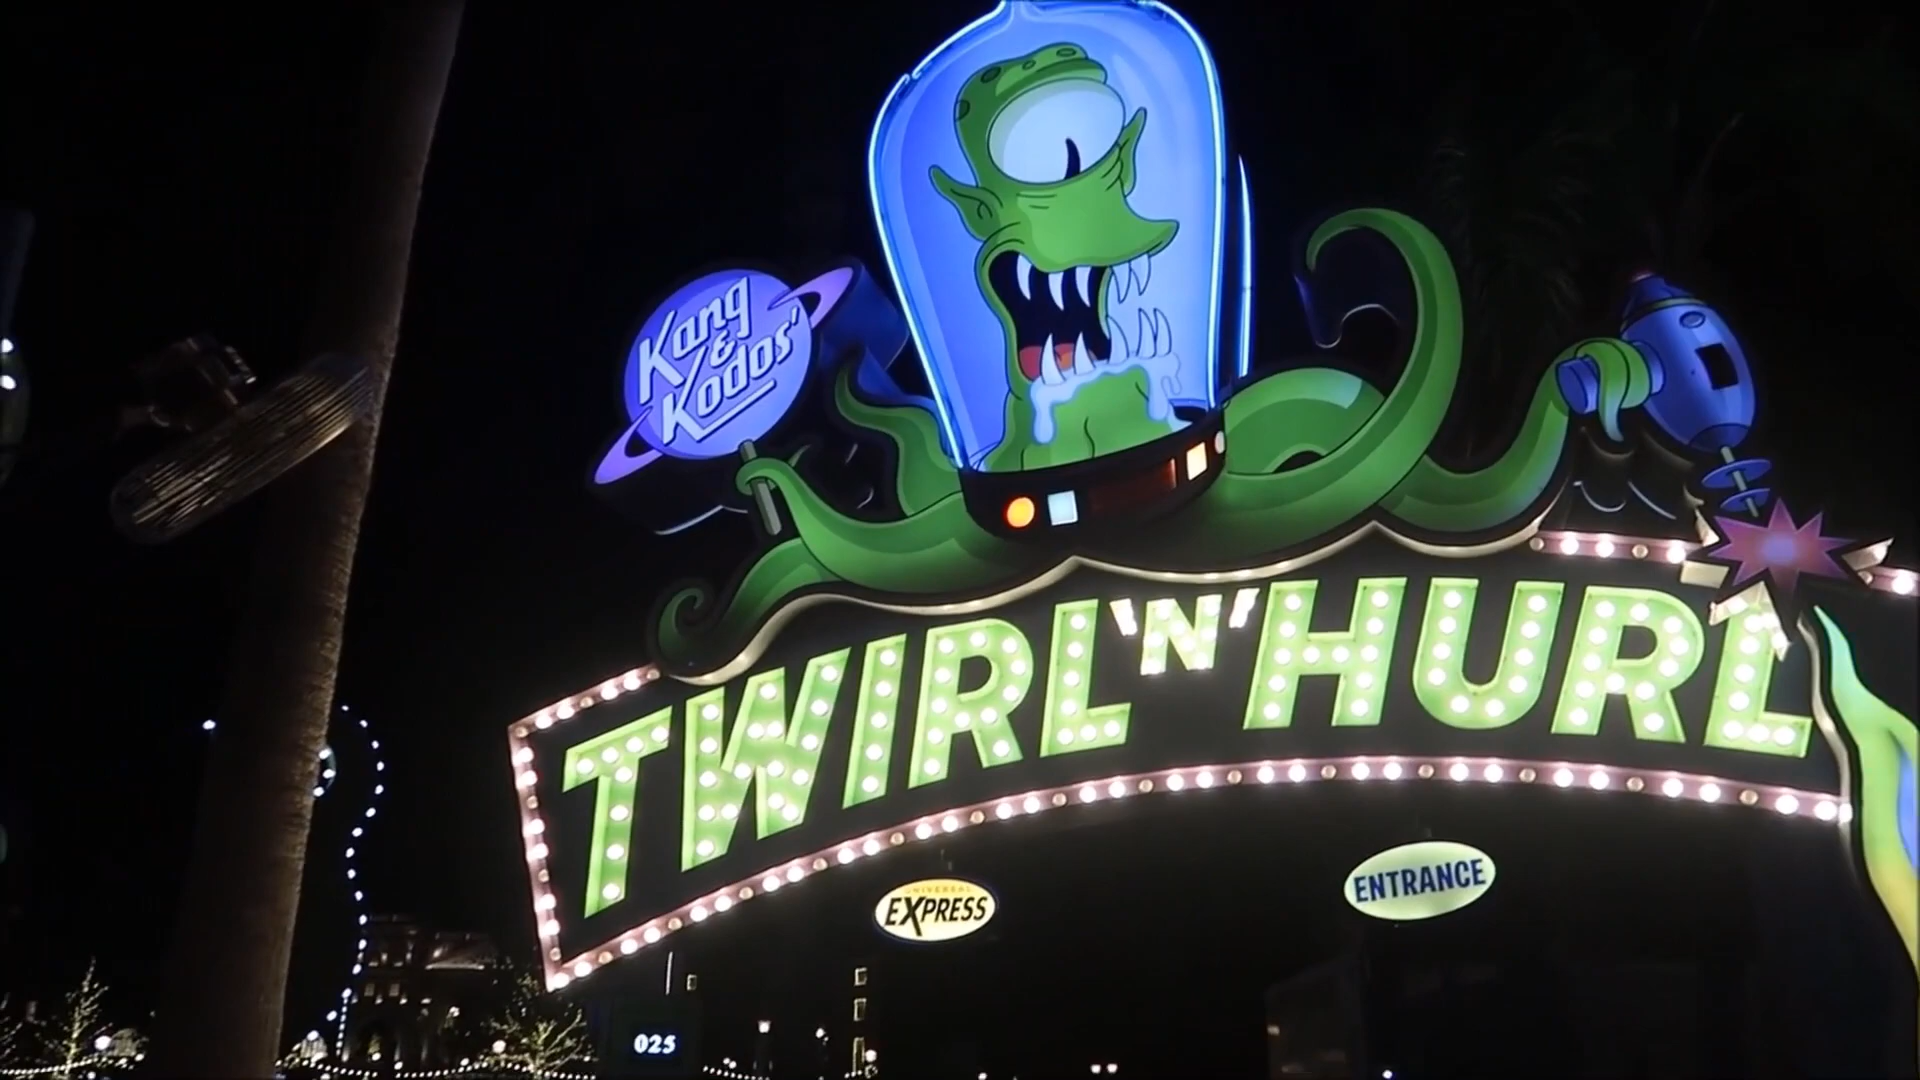 Kang
&
Kodos'
TWIRL 'N' HURL
UNIVERSAL
EXPRESS
ENTRANCE
025